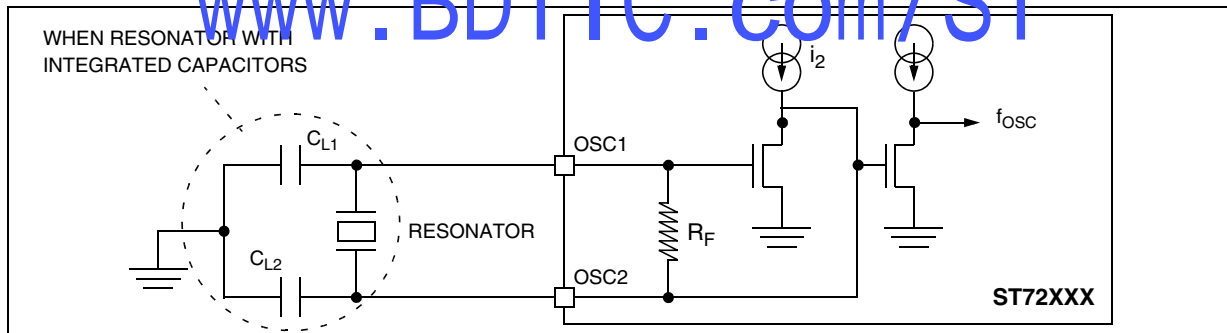 www.BDTIC.com/ST
WHEN RESONATOR WITH
INTEGRATED CAPACITORS
i2
fOSC
CL1
OSC1
RESONATOR
RF
CL2
OSC2
ST72XXX